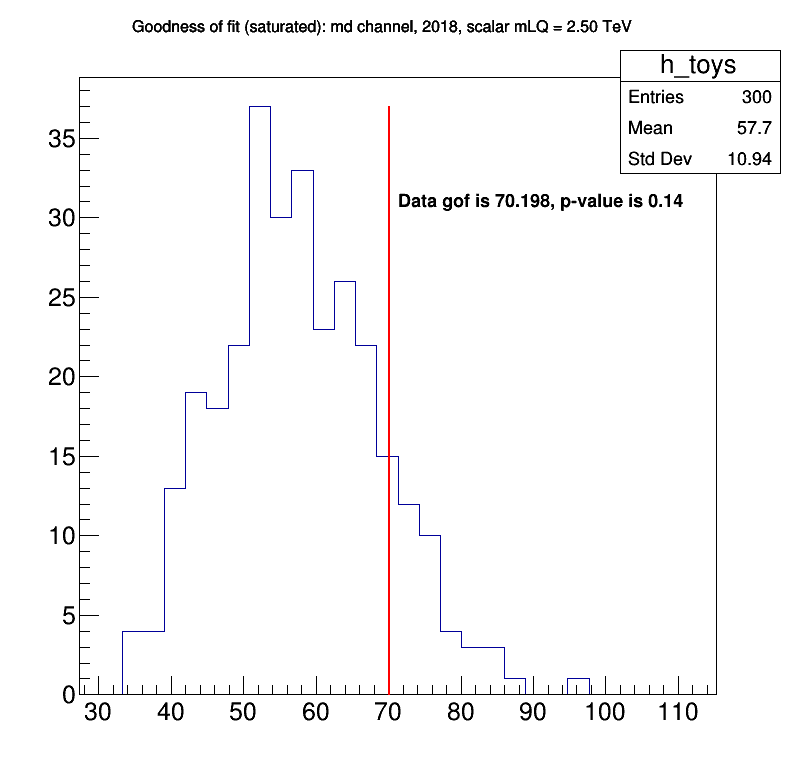 Goodness of fit (saturated): md channel, 2018, scalar mLQ = 2.50 TeV
h_toys
Entries 300
Mean 57.7
Std Dev 10.94
Data gof is 70.198, p-value is 0.14
35
30
25
20
15
10
5
0
30 40 50 60 70 80 90 100 110